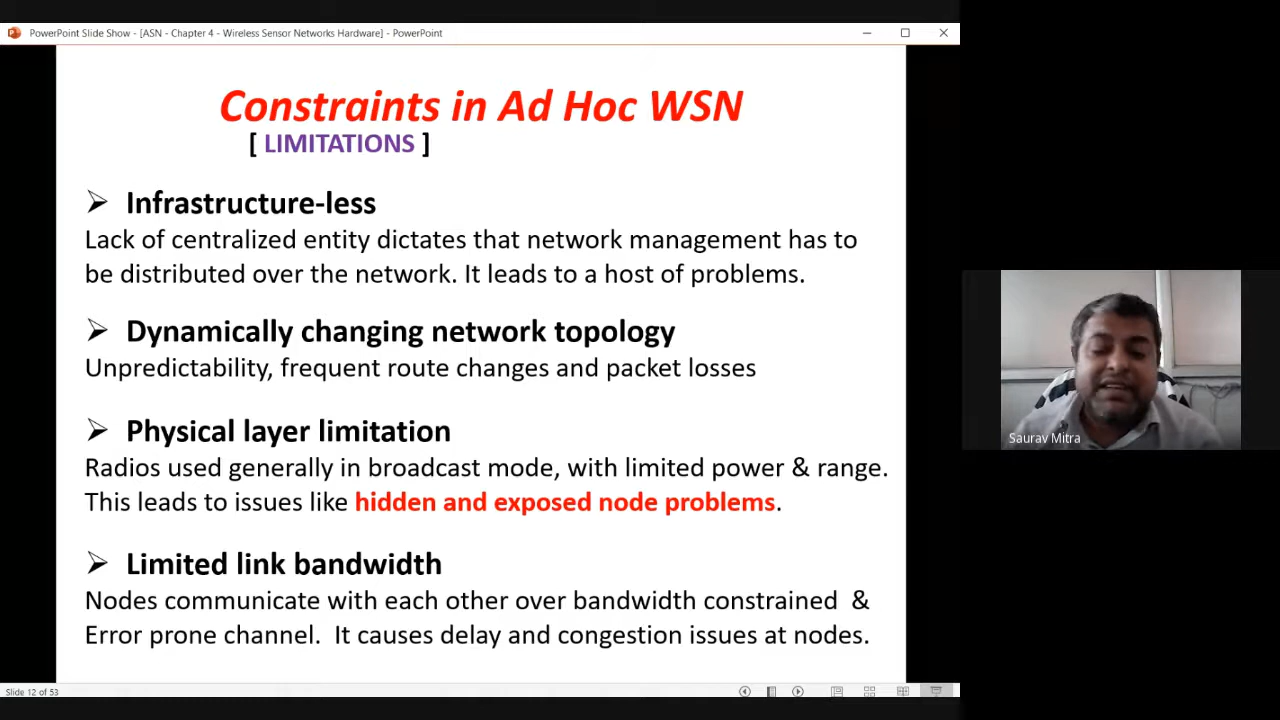 PowerPoint Slide Show - [ASN - Chapter 4 - Wireless Sensor Networks Hardware] - PowerPoint
Constraints in Ad Hoc WSN
[ LIMITATIONS ]
➢ Infrastructure-less
Lack of centralized entity dictates that network management has to
be distributed over the network. It leads to a host of problems.
➢ Dynamically changing network topology
Unpredictability, frequent route changes and packet losses
➢ Physical layer limitation
Radios used generally in broadcast mode, with limited power & range.
This leads to issues like hidden and exposed node problems.
➢ Limited link bandwidth
Nodes communicate with each other over bandwidth constrained &
Error prone channel. It causes delay and congestion issues at nodes.
Slide 12 of 53
Saurav Mitra